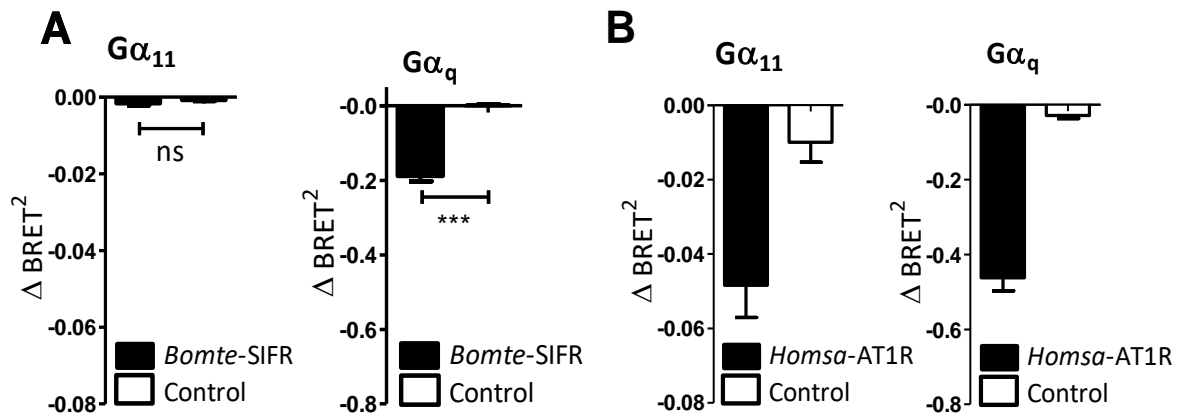 A
Gα11
0.00
-0.02
-0.04
-0.06
-0.08
Δ BRET2
ns
Bomte-SIFR
Control
Gαq
-0.0
-0.2
-0.4
-0.6
-0.8
Δ BRET2
***
Bomte-SIFR
Control
B
Gα11
0.00
-0.02
-0.04
-0.06
-0.08
Δ BRET2
Homsa-AT1R
Control
Gαq
-0.0
-0.2
-0.4
-0.6
-0.8
Δ BRET2
Homsa-AT1R
Control